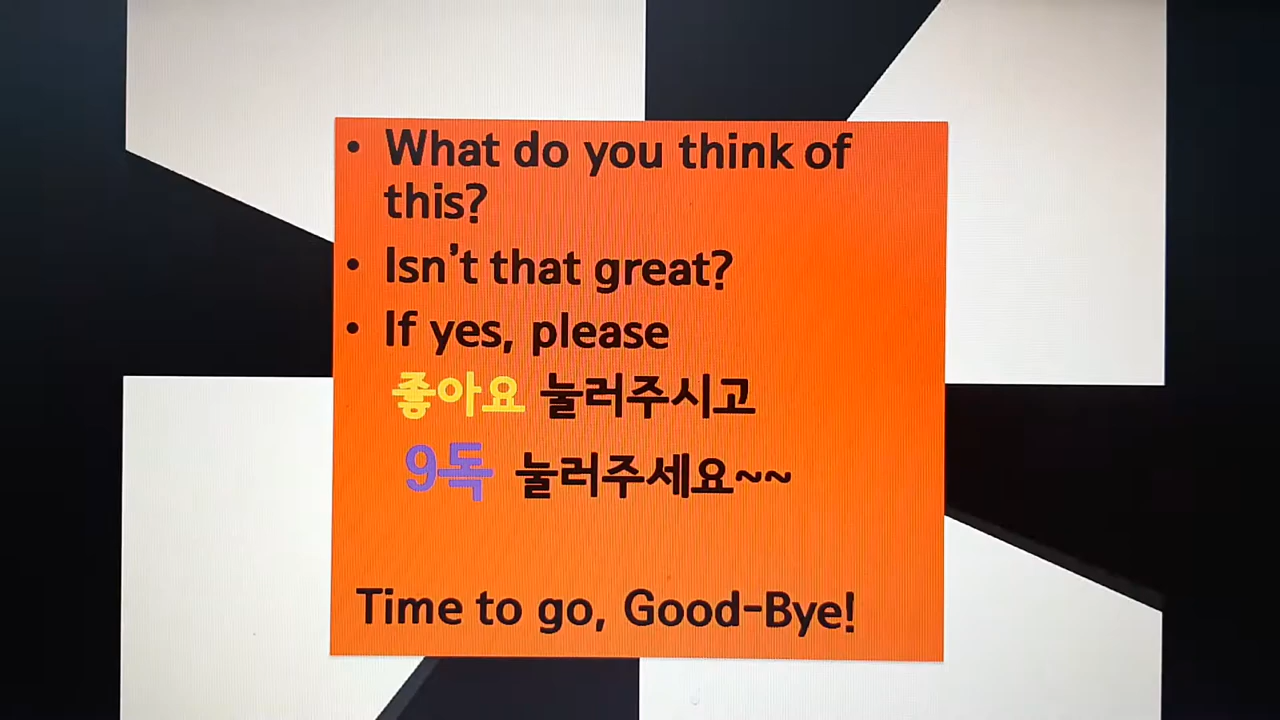 • What do you think of
this?
• Isn't that great?
• If yes, please
좋아요 눌러주시고
9독 눌러주세요~~
Time to go, Good-Bye!